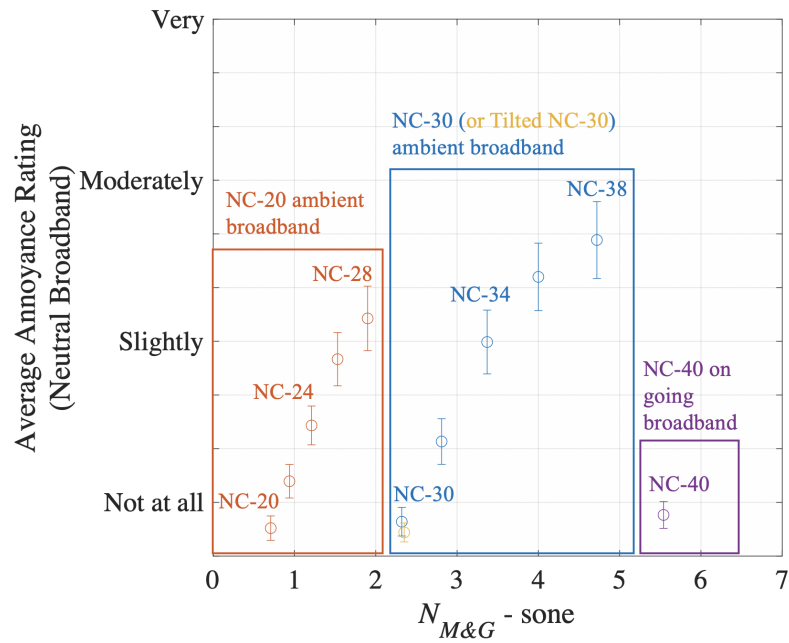 Very
Moderately
Slightly
Not at all
Average Annoyance Rating
(Neutral Broadband)
NC-20 ambient
broadband
NC-28
NC-24
NC-20
NC-30 (or Tilted NC-30)
ambient broadband
NC-38
NC-34
NC-30
NC-40 on
going
broadband
NC-40
0 1 2 3 4 5 6 7
N_{M&G} - sone